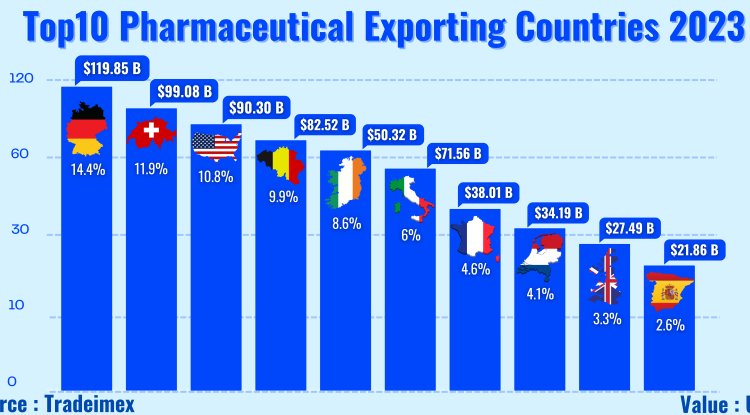 Top10 Pharmaceutical Exporting Countries 2023
$119.85 B
$99.08 B
$90.30 B
$82.52 B
$50.32 B
$71.56 B
$38.01 B
$34.19 B
$27.49 B
$21.86 B
120
60
30
10
0
14.4%
11.9%
10.8%
9.9%
8.6%
6%
4.6%
4.1%
3.3%
2.6%
rce : Tradeimex
Value : U